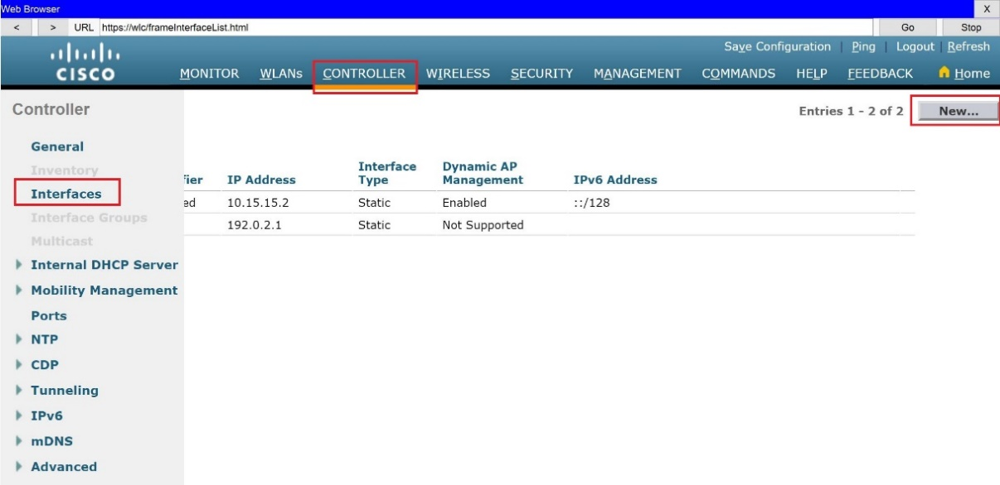 Web Browser X
< > URL https://wlc/frameInterfaceList.html Go Stop
Save Configuration | Ping | Logout | Refresh
CISCO MONITOR WLANs CONTROLLER WIRELESS SECURITY MANAGEMENT COMMANDS HELP FEEDBACK Home
Controller
Entries 1 - 2 of 2 New...
General
Inventory
Interfaces
Interface Groups
Multicast
Internal DHCP Server
Mobility Management
Ports
NTP
CDP
Tunneling
IPv6
mDNS
Advanced
fier IP Address Interface Type Dynamic AP Management IPv6 Address
ed 10.15.15.2 Static Enabled ::/128
192.0.2.1 Static Not Supported